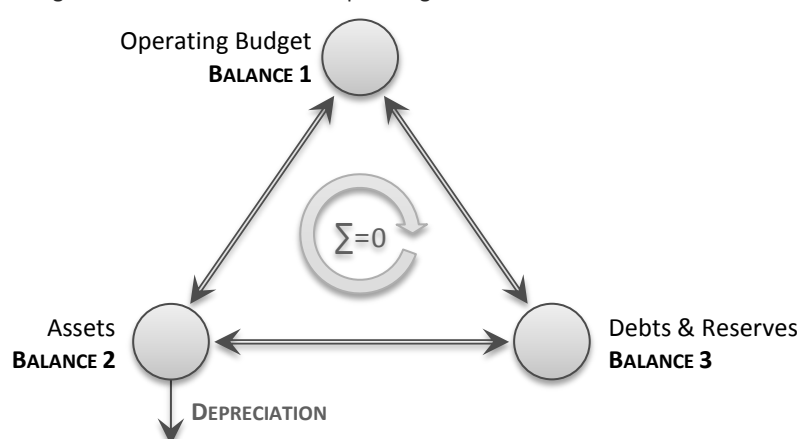 Operating Budget
BALANCE 1
∑=0
Assets
BALANCE 2
Debts & Reserves
BALANCE 3
DEPRECIATION